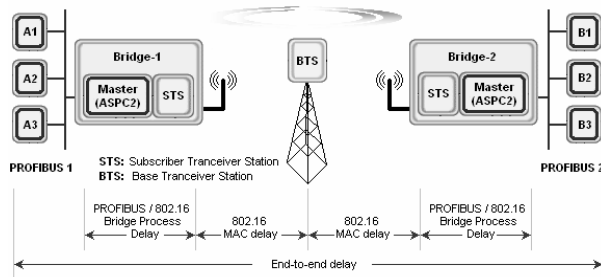 A1
A2
A3
PROFIBUS 1
Bridge-1
Master
(ASPC2)
STS
BTS
Bridge-2
STS
Master
(ASPC2)
B1
B2
B3
PROFIBUS 2
STS: Subscriber Tranceiver Station
BTS: Base Tranceiver Station
PROFIBUS / 802.16
Bridge Process
Delay
802.16
MAC delay
802.16
MAC delay
PROFIBUS / 802.16
Bridge Process
Delay
End-to-end delay